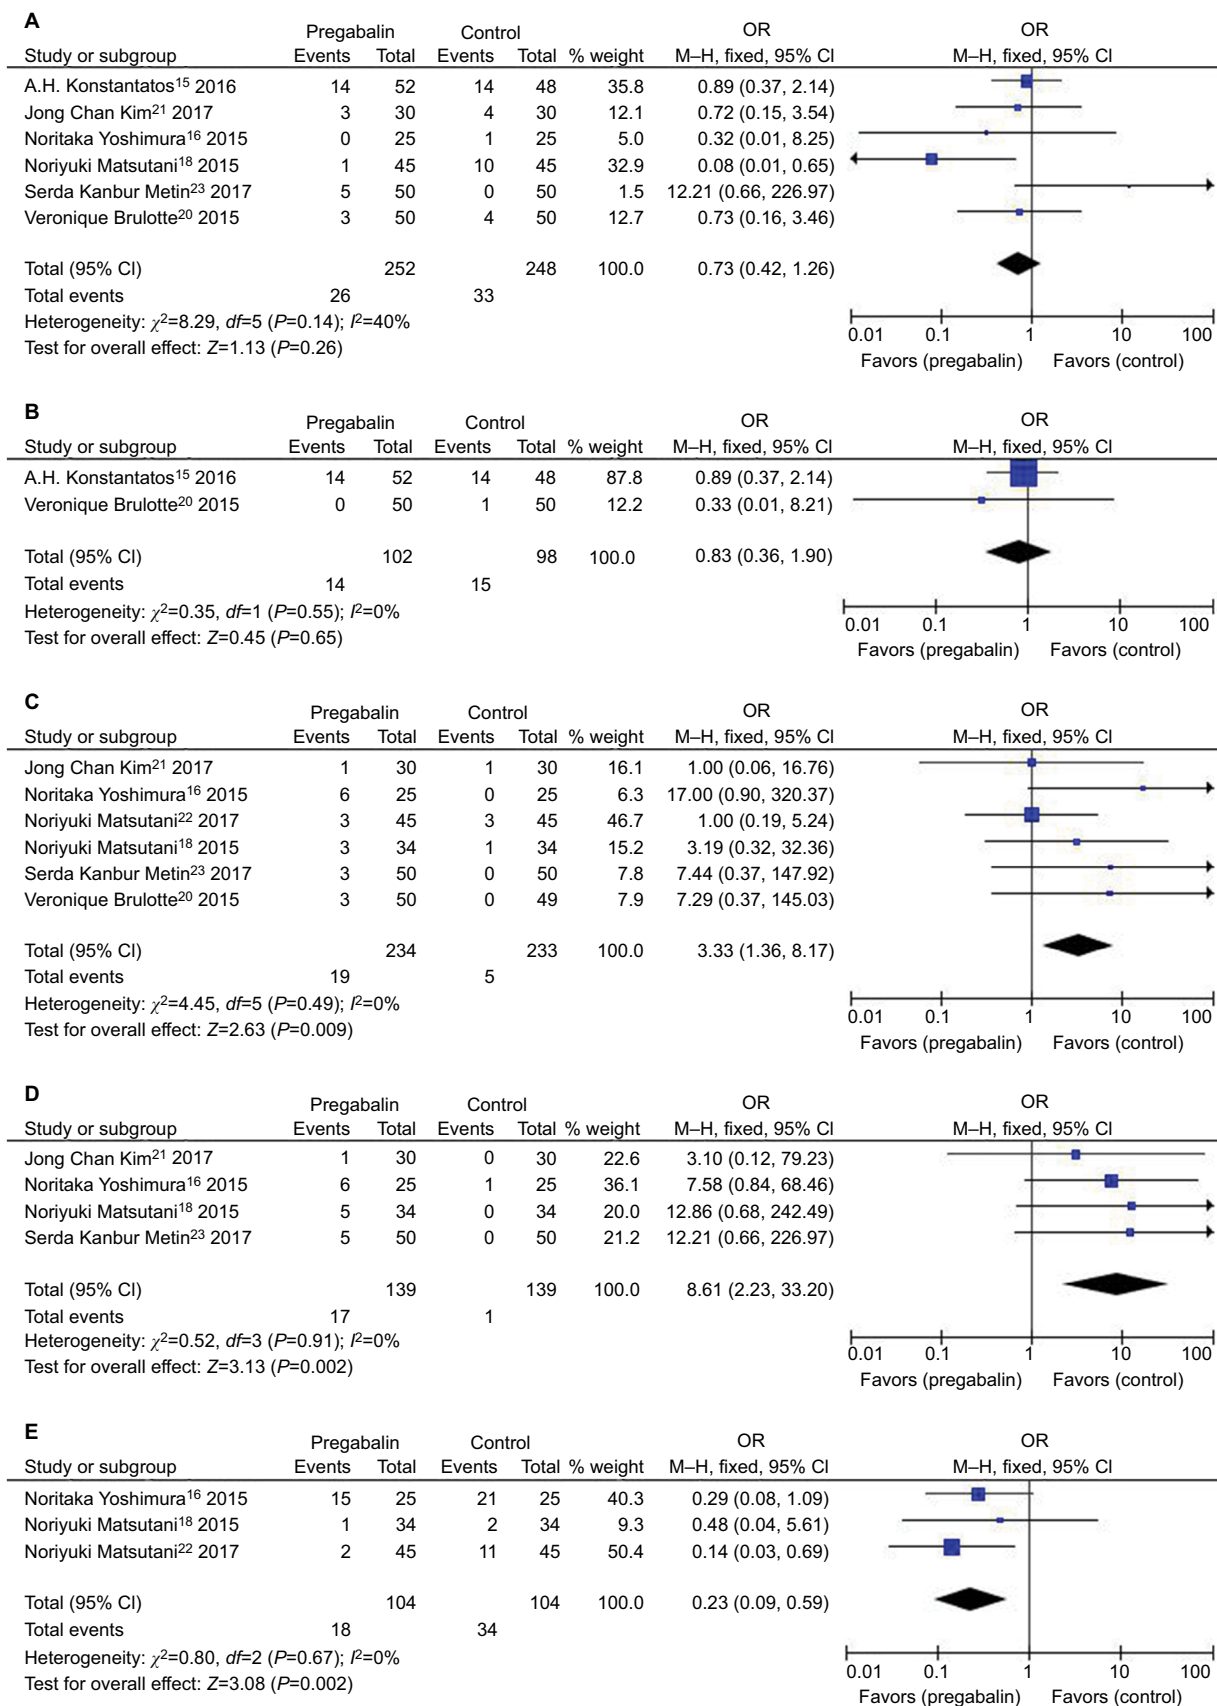 A
Pregabalin Control OR OR
Study or subgroup Events Total Events Total % weight M–H, fixed, 95% CI M–H, fixed, 95% CI
A.H. Konstantatos15 2016 14 52 14 48 35.8 0.89 (0.37, 2.14)
Jong Chan Kim21 2017 3 30 4 30 12.1 0.72 (0.15, 3.54)
Noritaka Yoshimura16 2015 0 25 1 25 5.0 0.32 (0.01, 8.25)
Noriyuki Matsutani18 2015 1 45 10 45 32.9 0.08 (0.01, 0.65)
Serda Kanbur Metin23 2017 5 50 0 50 1.5 12.21 (0.66, 226.97)
Veronique Brulotte20 2015 3 50 4 50 12.7 0.73 (0.16, 3.46)
Total (95% CI) 252 248 100.0 0.73 (0.42, 1.26)
Total events 26 33
Heterogeneity: χ2=8.29, df=5 (P=0.14); I2=40%
Test for overall effect: Z=1.13 (P=0.26)
0.01 0.1 1 10 100
Favors (pregabalin) Favors (control)
B
Pregabalin Control OR OR
Study or subgroup Events Total Events Total % weight M–H, fixed, 95% CI M–H, fixed, 95% CI
A.H. Konstantatos15 2016 14 52 14 48 87.8 0.89 (0.37, 2.14)
Veronique Brulotte20 2015 0 50 1 50 12.2 0.33 (0.01, 8.21)
Total (95% CI) 102 98 100.0 0.83 (0.36, 1.90)
Total events 14 15
Heterogeneity: χ2=0.35, df=1 (P=0.55); I2=0%
Test for overall effect: Z=0.45 (P=0.65)
0.01 0.1 1 10 100
Favors (pregabalin) Favors (control)
C
Pregabalin Control OR OR
Study or subgroup Events Total Events Total % weight M–H, fixed, 95% CI M–H, fixed, 95% CI
Jong Chan Kim21 2017 1 30 1 30 16.1 1.00 (0.06, 16.76)
Noritaka Yoshimura16 2015 6 25 0 25 6.3 17.00 (0.90, 320.37)
Noriyuki Matsutani22 2017 3 45 3 45 46.7 1.00 (0.19, 5.24)
Noriyuki Matsutani18 2015 3 34 1 34 15.2 3.19 (0.32, 32.36)
Serda Kanbur Metin23 2017 3 50 0 50 7.8 7.44 (0.37, 147.92)
Veronique Brulotte20 2015 3 50 0 49 7.9 7.29 (0.37, 145.03)
Total (95% CI) 234 233 100.0 3.33 (1.36, 8.17)
Total events 19 5
Heterogeneity: χ2=4.45, df=5 (P=0.49); I2=0%
Test for overall effect: Z=2.63 (P=0.009)
0.01 0.1 1 10 100
Favors (pregabalin) Favors (control)
D
Pregabalin Control OR OR
Study or subgroup Events Total Events Total % weight M–H, fixed, 95% CI M–H, fixed, 95% CI
Jong Chan Kim21 2017 1 30 0 30 22.6 3.10 (0.12, 79.23)
Noritaka Yoshimura16 2015 6 25 1 25 36.1 7.58 (0.84, 68.46)
Noriyuki Matsutani18 2015 5 34 0 34 20.0 12.86 (0.68, 242.49)
Serda Kanbur Metin23 2017 5 50 0 50 21.2 12.21 (0.66, 226.97)
Total (95% CI) 139 139 100.0 8.61 (2.23, 33.20)
Total events 17 1
Heterogeneity: χ2=0.52, df=3 (P=0.91); I2=0%
Test for overall effect: Z=3.13 (P=0.002)
0.01 0.1 1 10 100
Favors (pregabalin) Favors (control)
E
Pregabalin Control OR OR
Study or subgroup Events Total Events Total % weight M–H, fixed, 95% CI M–H, fixed, 95% CI
Noritaka Yoshimura16 2015 15 25 21 25 40.3 0.29 (0.08, 1.09)
Noriyuki Matsutani18 2015 1 34 2 34 9.3 0.48 (0.04, 5.61)
Noriyuki Matsutani22 2017 2 45 11 45 50.4 0.14 (0.03, 0.69)
Total (95% CI) 104 104 100.0 0.23 (0.09, 0.59)
Total events 18 34
Heterogeneity: χ2=0.80, df=2 (P=0.67); I2=0%
Test for overall effect: Z=3.08 (P=0.002)
0.01 0.1 1 10 100
Favors (pregabalin) Favors (control)